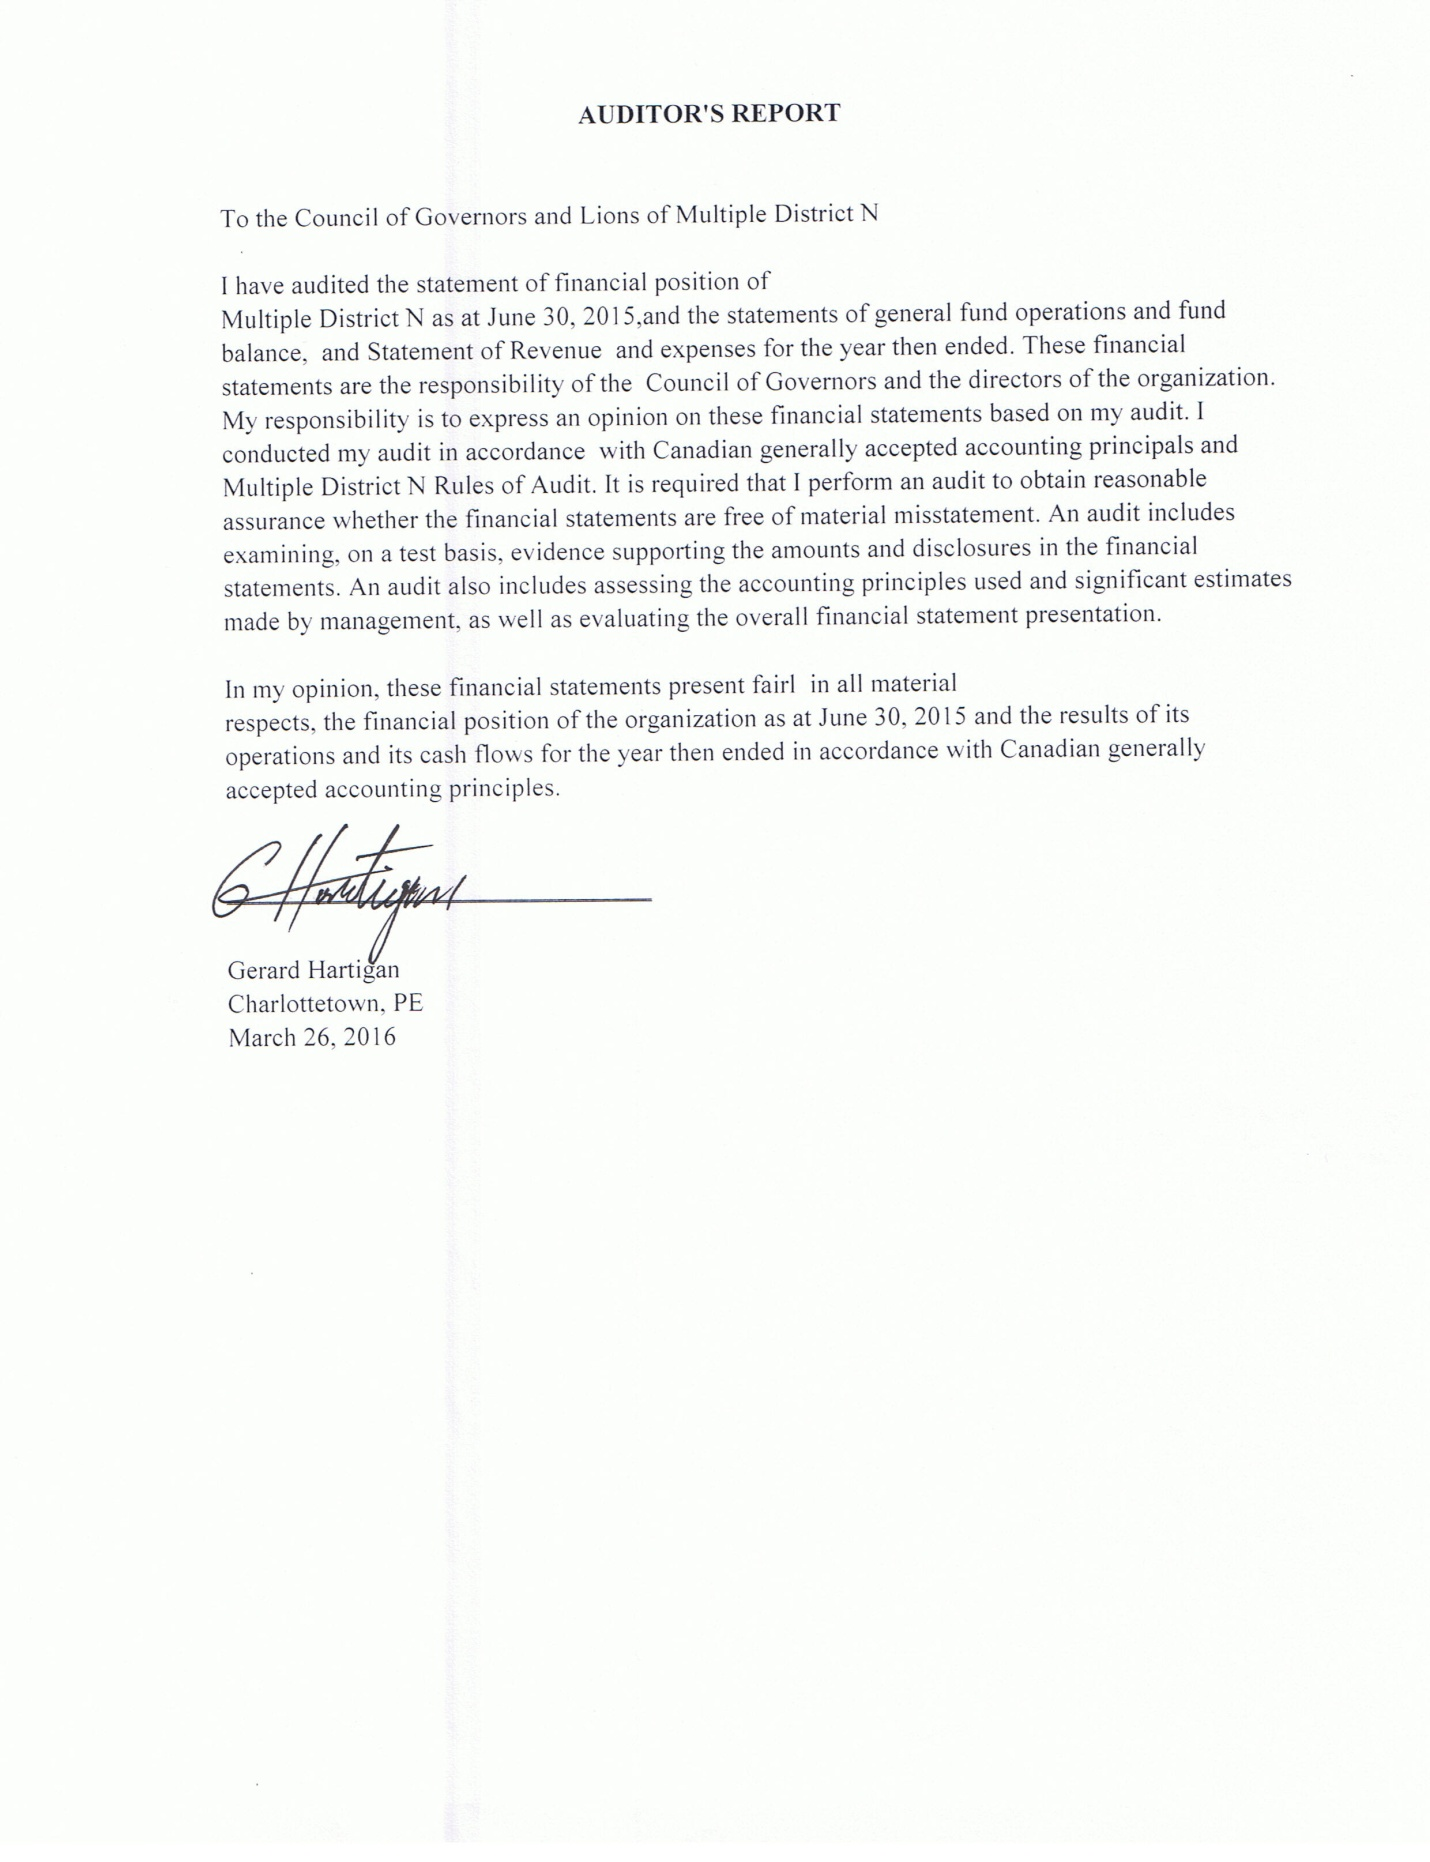 AUDITOR'S REPORT
To the Council of Governors and Lions of Multiple District N
I have audited the statement of financial position of
Multiple District N as at June 30, 2015,and the statements of general fund operations and fund
balance,  and Statement of Revenue  and expenses for the year then ended. These financial
statements are the responsibility of the  Council of Governors and the directors of the organization.
My responsibility is to express an opinion on these financial statements based on my audit. I
conducted my audit in accordance  with Canadian generally accepted accounting principals and
Multiple District N Rules of Audit. It is required that I perform an audit to obtain reasonable
assurance whether the financial statements are free of material misstatement. An audit includes
examining, on a test basis, evidence supporting the amounts and disclosures in the financial
statements. An audit also includes assessing the accounting principles used and significant estimates
made by management, as well as evaluating the overall financial statement presentation.
In my opinion, these financial statements present fairl  in all material
respects, the financial position of the organization as at June 30, 2015 and the results of its
operations and its cash flows for the year then ended in accordance with Canadian generally
accepted accounting principles.
G Hartigan
Gerard Hartigan
Charlottetown, PE
March 26, 2016